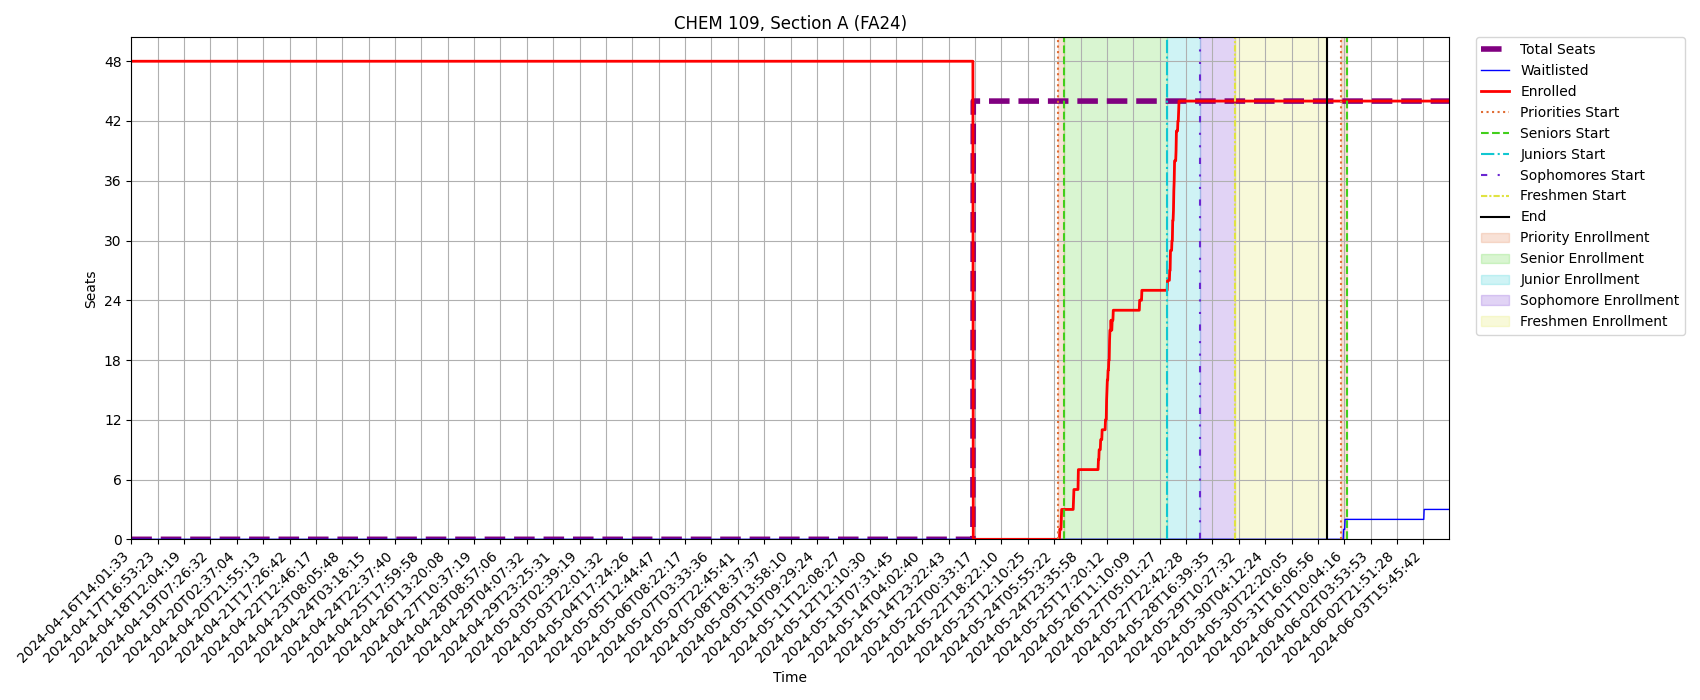 CHEM 109, Section A (FA24)
Total Seats
Waitlisted
Enrolled
Priorities Start
Seniors Start
Juniors Start
Sophomores Start
Freshmen Start
End
Priority Enrollment
Senior Enrollment
Junior Enrollment
Sophomore Enrollment
Freshmen Enrollment
Seats
48
42
36
30
24
18
12
6
0
2024-04-16T14:01:33
2024-04-17T16:53:23
2024-04-18T12:04:19
2024-04-19T07:26:32
2024-04-20T02:37:04
2024-04-20T21:55:13
2024-04-21T17:26:42
2024-04-22T12:46:17
2024-04-23T08:05:48
2024-04-24T03:18:15
2024-04-24T22:37:40
2024-04-25T17:59:58
2024-04-26T13:20:08
2024-04-27T10:37:19
2024-04-28T08:57:06
2024-04-29T04:07:32
2024-04-29T23:25:31
2024-05-03T02:39:19
2024-05-03T22:01:32
2024-05-04T17:24:26
2024-05-05T12:44:47
2024-05-06T08:22:17
2024-05-07T03:33:36
2024-05-07T22:45:41
2024-05-08T18:37:37
2024-05-09T13:58:10
2024-05-10T09:29:24
2024-05-11T12:08:27
2024-05-12T12:10:30
2024-05-13T07:31:45
2024-05-14T04:02:40
2024-05-14T23:22:43
2024-05-22T00:33:17
2024-05-22T18:22:10
2024-05-23T12:10:25
2024-05-24T05:55:22
2024-05-24T23:35:58
2024-05-25T17:20:12
2024-05-26T11:10:09
2024-05-27T05:01:27
2024-05-27T22:42:28
2024-05-28T16:39:35
2024-05-29T10:27:32
2024-05-30T04:12:24
2024-05-30T22:20:05
2024-05-31T16:06:56
2024-06-01T10:04:16
2024-06-02T03:53:53
2024-06-02T21:51:28
2024-06-03T15:45:42
Time